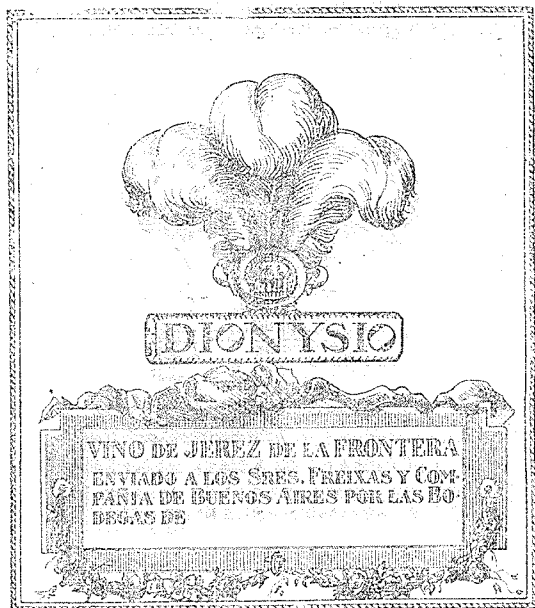 DIONYSIO
VINO DE JEREZ DE LA FRONTERA
ENVIADO A LOS SRES. FREIXAS Y COM-
PAÑIA DE BUENOS AIRES POR LAS BO-
DEGAS DE